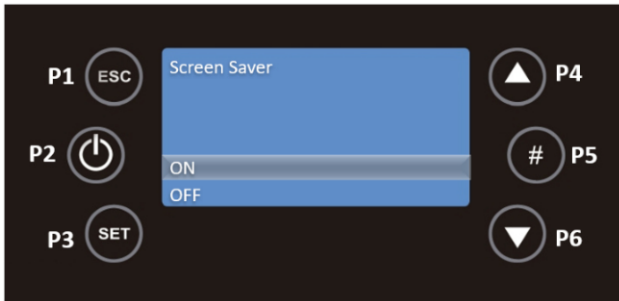 P1 ESC Screen Saver P4
P2 # P5
ON
OFF
P3 SET P6